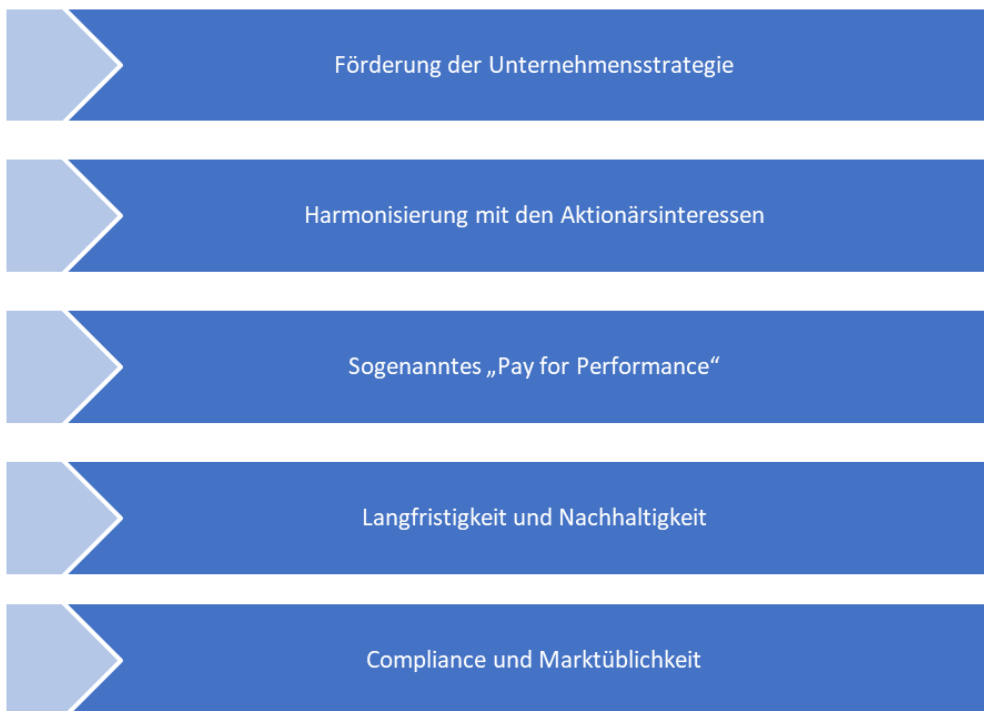 Förderung der Unternehmensstrategie
Harmonisierung mit den Aktionärsinteressen
Sogenanntes „Pay for Performance“
Langfristigkeit und Nachhaltigkeit
Compliance und Marktüblichkeit